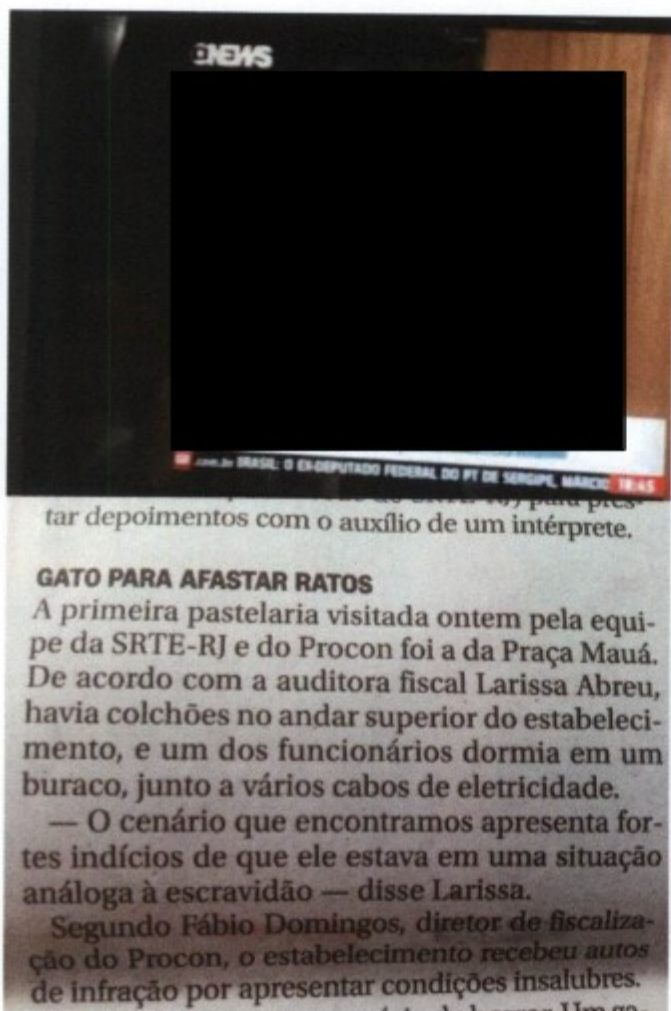 NEWS
.com.br BRASIL: O EX-DEPUTADO FEDERAL DO PT DE SERGIPE, MÁRCIO 18:45
tar depoimentos com o auxílio de um intérprete.
GATO PARA AFASTAR RATOS
A primeira pastelaria visitada ontem pela equi-
pe da SRTE-RJ e do Procon foi a da Praça Mauá.
De acordo com a auditora fiscal Larissa Abreu,
havia colchões no andar superior do estabeleci-
mento, e um dos funcionários dormia em um
buraco, junto a vários cabos de eletricidade.
— O cenário que encontramos apresenta for-
tes indícios de que ele estava em uma situação
análoga à escravidão — disse Larissa.
Segundo Fábio Domingos, diretor de fiscaliza-
ção do Procon, o estabelecimento recebeu autos
de infração por apresentar condições insalubres.